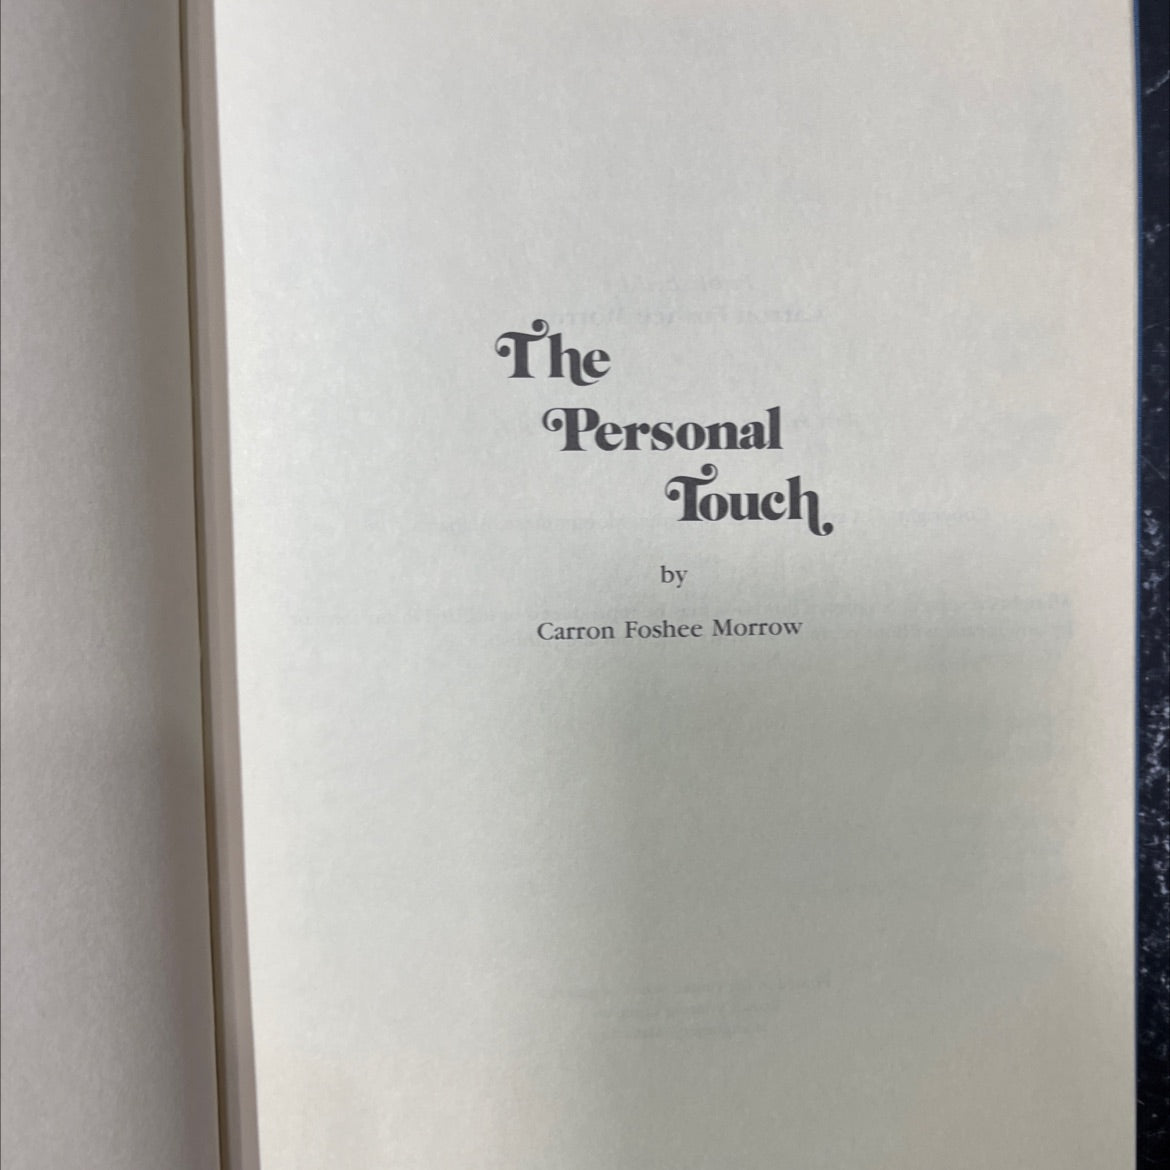 The
Personal
Touch
by
Carron Foshee Morrow